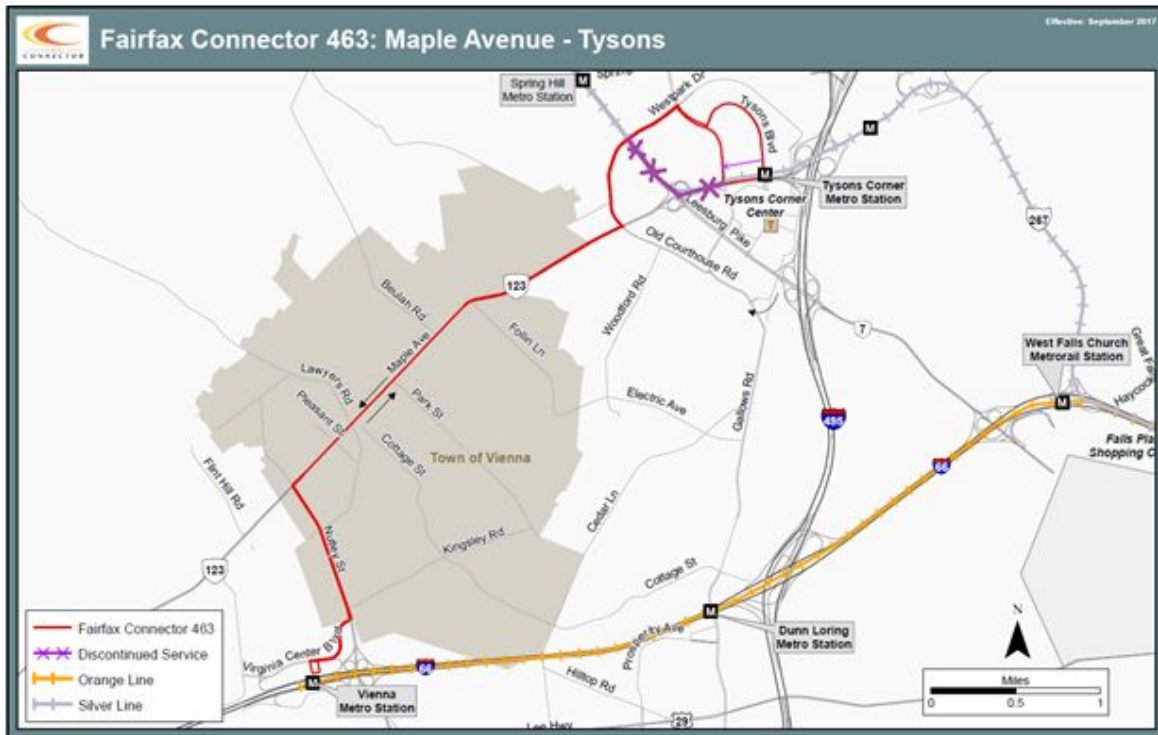 Effective: September 2017
CONNECTOR
Fairfax Connector 463: Maple Avenue - Tysons
Spring Hill
Metro Station
Westpark Dr
Tysons Blvd
M
M
M
Tysons Corner
Metro Station
Tysons Corner
Center
T
Leesburg Pike
Old Courthouse Rd
267
123
Beulah Rd
Maple Ave
Follin Ln
Woodford Rd
7
West Falls Church
Metrorail Station
M
Haycock
Lawyers Rd
Pleasant St
Park St
Electric Ave
Gallows Rd
495
Town of Vienna
Cottage St
66
Flint Hill Rd
Nutley St
Kingsley Rd
Cedar Ln
123
Cottage St
M
Dunn Loring
Metro Station
Prosperity Ave
Virginia Center Blvd
66
Hilltop Rd
M
Vienna
Metro Station
Lee Hwy
29
N
Miles
0 0.5 1
Fairfax Connector 463
Discontinued Service
Orange Line
Silver Line